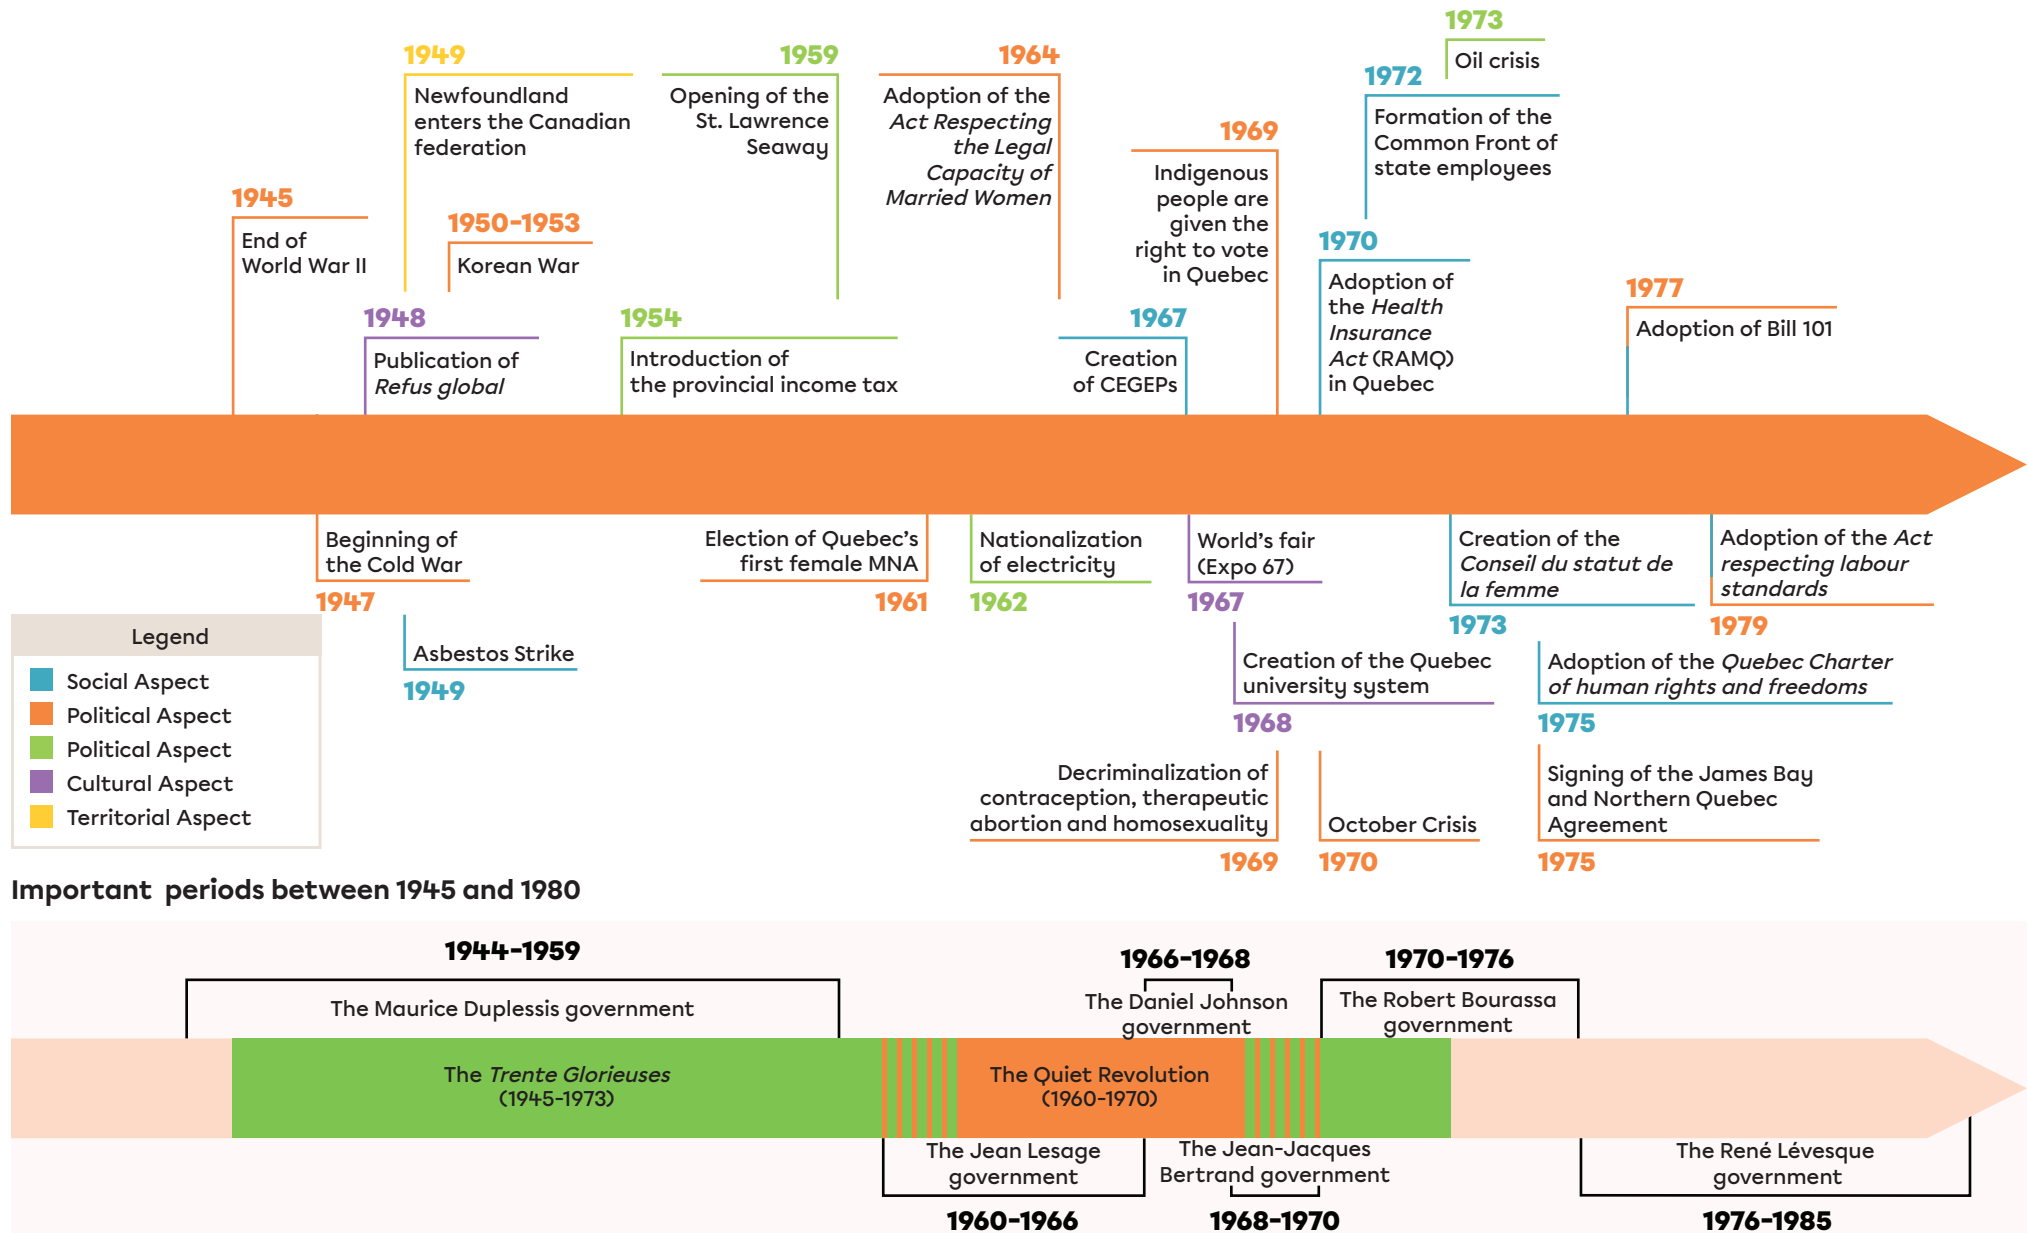 1973
Oil crisis
1949
Newfoundland
enters the Canadian
federation
1959
Opening of the
St. Lawrence
Seaway
1964
Adoption of the
Act Respecting
the Legal
Capacity of
Married Women
1972
Formation of the
Common Front of
state employees
1969
Indigenous
people are
given the
right to vote
in Quebec
1945
End of
World War II
1950-1953
Korean War
1970
Adoption of
the Health
Insurance
Act (RAMQ)
in Quebec
1977
Adoption of Bill 101
1948
Publication of
Refus global
1954
Introduction of
the provincial income tax
1967
Creation
of CEGEPs
Beginning of
the Cold War
1947
Election of Quebec's
first female MNA
1961
Nationalization
of electricity
1962
World's fair
(Expo 67)
1967
Creation of the
Conseil du statut de
la femme
1973
Adoption of the Act
respecting labour
standards
1979
Asbestos Strike
1949
Creation of the Quebec
university system
1968
Adoption of the Quebec Charter
of human rights and freedoms
1975
Decriminalization of
contraception, therapeutic
abortion and homosexuality
1969
October Crisis
1970
Signing of the James Bay
and Northern Quebec
Agreement
1975
Legend
Social Aspect
Political Aspect
Political Aspect
Cultural Aspect
Territorial Aspect
Important periods between 1945 and 1980
1944-1959
The Maurice Duplessis government
1966-1968
The Daniel Johnson
government
1970-1976
The Robert Bourassa
government
The Trente Glorieuses
(1945-1973)
The Quiet Revolution
(1960-1970)
The Jean Lesage
government
1960-1966
The Jean-Jacques
Bertrand government
1968-1970
The René Lévesque
government
1976-1985